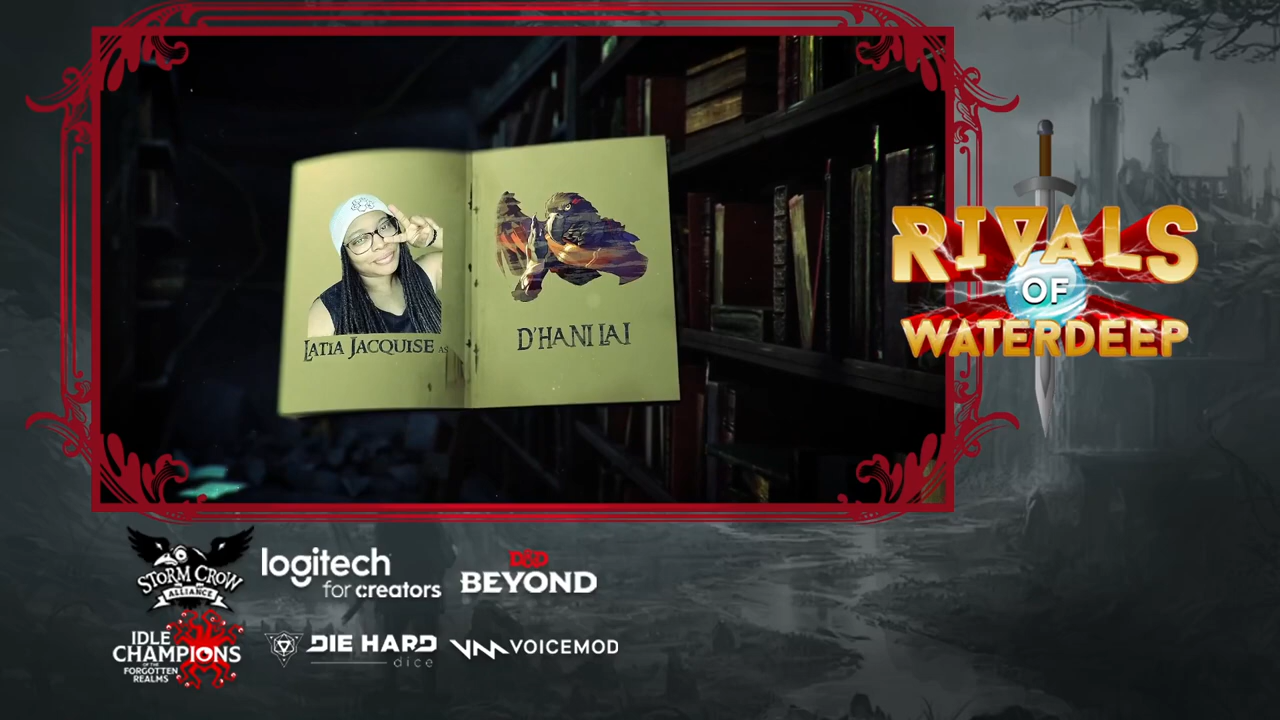 LATIA JACQUISE AS
D'HANI LAI
RIVALS
OF
WATERDEEP
STORM CROW
ALLIANCE
logitech
for creators
D&D
BEYOND
IDLE
CHAMPIONS
OF THE
FORGOTTEN
REALMS
DIE HARD
dice
VOICEMOD